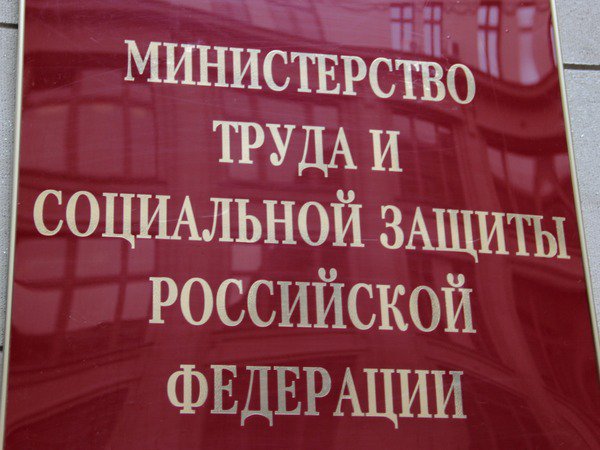 МИНИСТЕРСТВО
ТРУДА И
СОЦИАЛЬНОЙ ЗАЩИТЫ
РОССИЙСКОЙ
ФЕДЕРАЦИИ